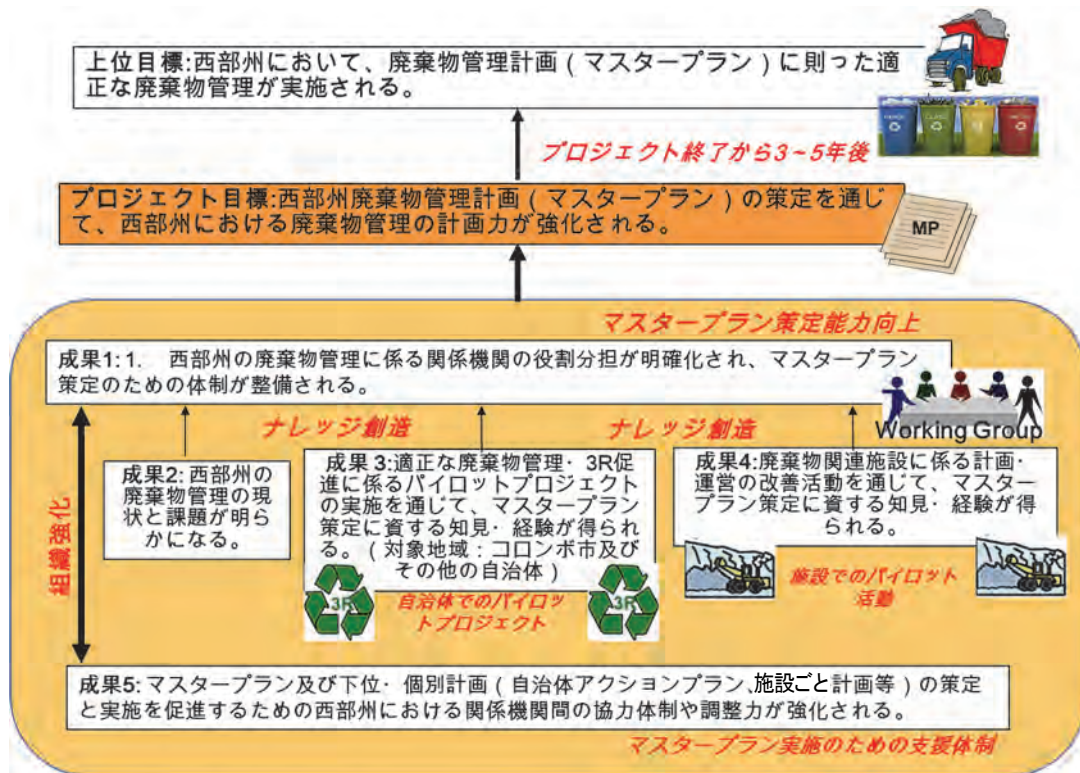 上位目標:西部州において、廃棄物管理計画（マスタープラン）に則った適
正な廃棄物管理が実施される。
プロジェクト終了から3~5年後
プロジェクト目標:西部州廃棄物管理計画（マスタープラン）の策定を通じ
て、西部州における廃棄物管理の計画力が強化される。
MP
マスタープラン策定能力向上
成果1: 1.　西部州の廃棄物管理に係る関係機関の役割分担が明確化され、マスタープラン
策定のための体制が整備される。
Working Group
ナレッジ創造
ナレッジ創造
組織強化
成果2: 西部州の
廃棄物管理の現
状と課題が明ら
かになる。
成果 3:適正な廃棄物管理・3R促
進に係るパイロットプロジェクト
の実施を通じて、マスタープラン
策定に資する知見・経験が得られ
る。（対象地域：コロンボ市及び
その他の自治体）
成果4: 廃棄物関連施設に係る計画・
運営の改善活動を通じて、マスター
プラン策定に資する知見・経験が得
られる。
3R
3R
自治体でのパイロッ
トプロジェクト
施設でのパイロット
活動
成果5: マスタープラン及び下位・個別計画（自治体アクションプラン、施設ごと計画等）の策定
と実施を促進するための西部州における関係機関間の協力体制や調整力が強化される。
マスタープラン実施のための支援体制